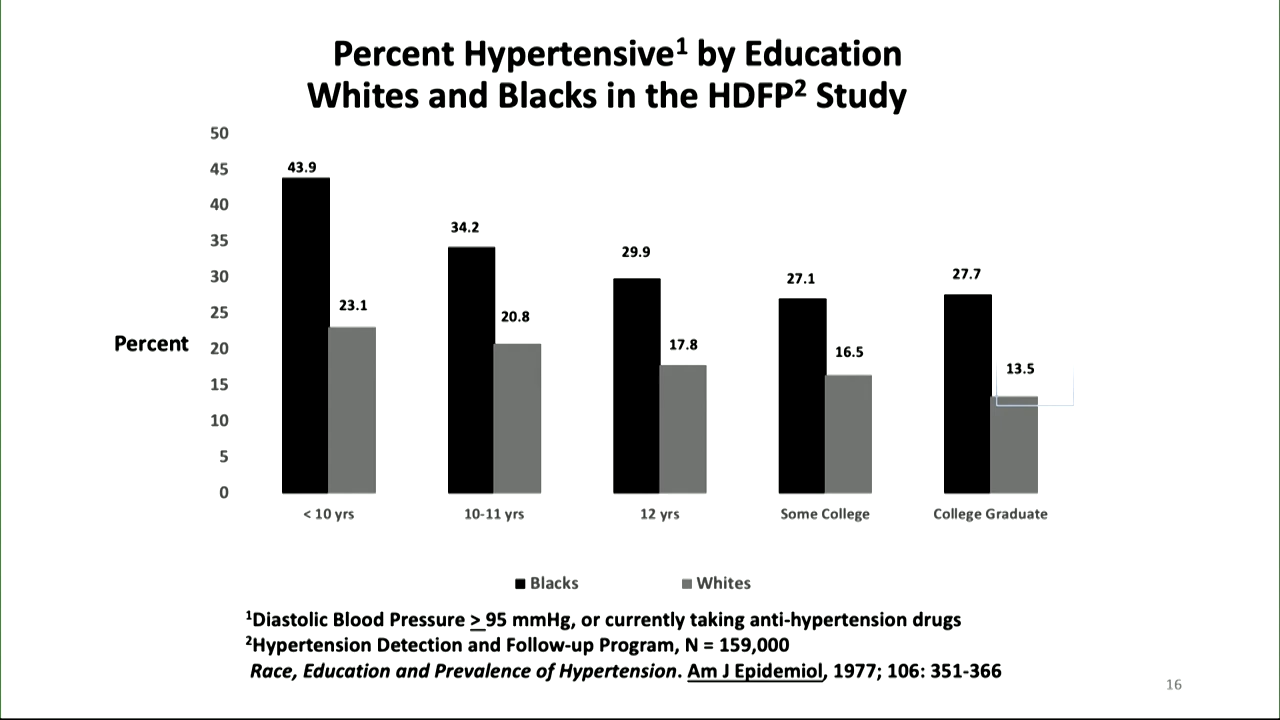 Percent Hypertensive¹ by Education
Whites and Blacks in the HDFP² Study
50
45
40
35
30
25
20
15
10
5
0
Percent
43.9
23.1
34.2
20.8
29.9
17.8
27.1
16.5
27.7
13.5
< 10 yrs
10-11 yrs
12 yrs
Some College
College Graduate
Blacks
Whites
¹Diastolic Blood Pressure > 95 mmHg, or currently taking anti-hypertension drugs
²Hypertension Detection and Follow-up Program, N = 159,000
Race, Education and Prevalence of Hypertension. Am J Epidemiol, 1977; 106: 351-366
16